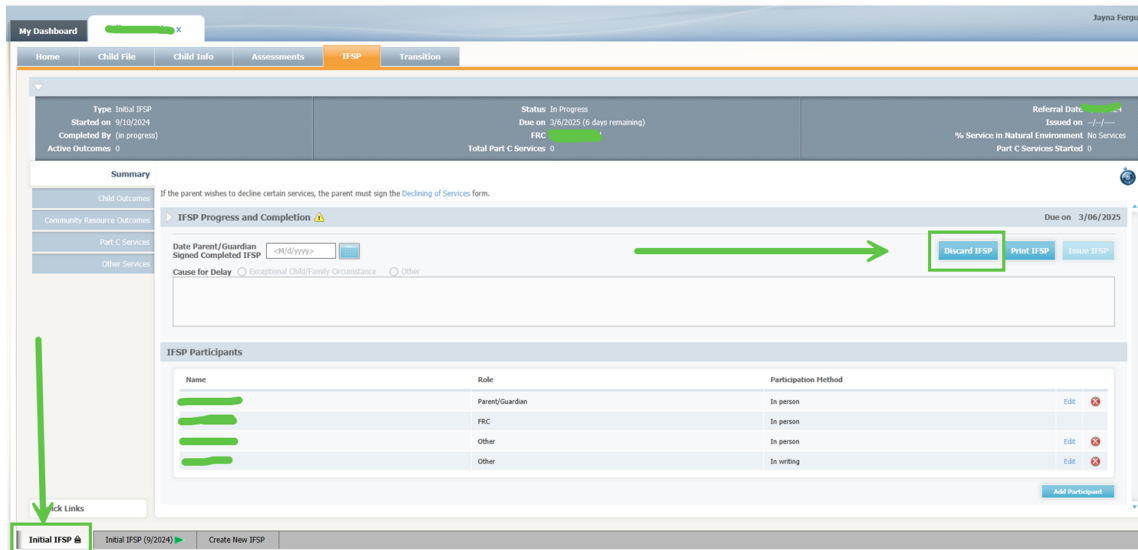 Jayna Fergu
My Dashboard x
Home Child File Child Info Assessments IFSP Transition
Type Initial IFSP Status In Progress Referral Date
Started on 9/10/2024 Due on 3/6/2025 (6 days remaining) Issued on --/--/----
Completed By (in progress) FRC % Service in Natural Environment No Services
Active Outcomes 0 Total Part C Services 0 Part C Services Started 0
Summary
Child Outcomes
Community Resource Outcomes
Part C Services
Other Services
If the parent wishes to decline certain services, the parent must sign the Declining of Services form.
IFSP Progress and Completion Due on 3/06/2025
Date Parent/Guardian
Signed Completed IFSP <M/d/yyyy> Discard IFSP Print IFSP Issue IFSP
Cause for Delay Exceptional Child/Family Circumstance Other
IFSP Participants
Name Role Participation Method
Parent/Guardian In person Edit
FRC In person
Other In person Edit
Other In writing Edit
Add Participant
Links
Initial IFSP Initial IFSP (9/2024) Create New IFSP